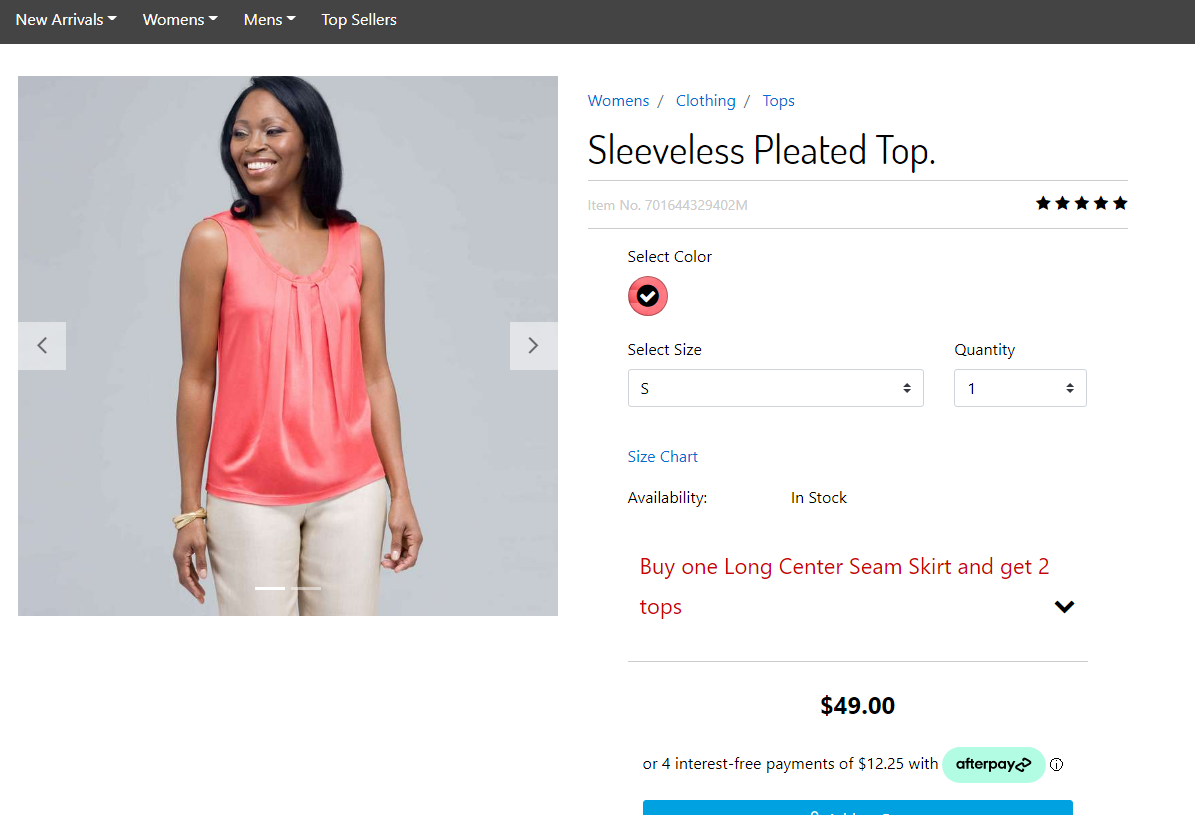 New Arrivals Womens Mens Top Sellers
Womens / Clothing / Tops
Sleeveless Pleated Top.
Item No. 701644329402M
Select Color
Select Size Quantity
S 1
Size Chart
Availability: In Stock
Buy one Long Center Seam Skirt and get 2
tops
$49.00
or 4 interest-free payments of $12.25 with afterpay